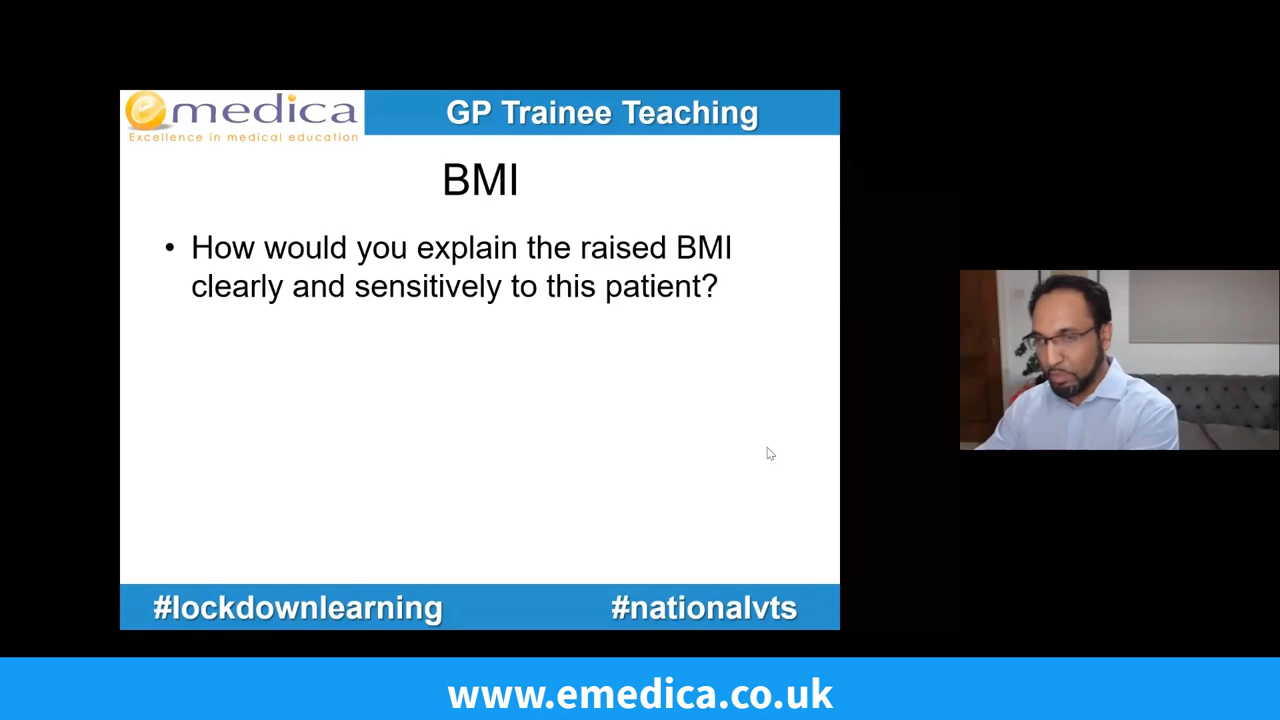 emedica
Excellence in medical education
GP Trainee Teaching
BMI
• How would you explain the raised BMI
clearly and sensitively to this patient?
#lockdownlearning
#nationalvts
www.emedica.co.uk